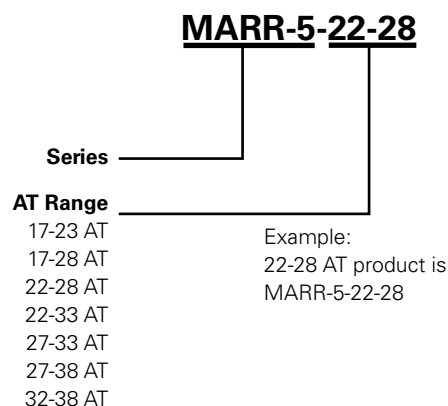 MARR-5-22-28
Series
AT Range
17-23 AT
17-28 AT
22-28 AT
22-33 AT
27-33 AT
27-38 AT
32-38 AT
Example:
22-28 AT product is
MARR-5-22-28